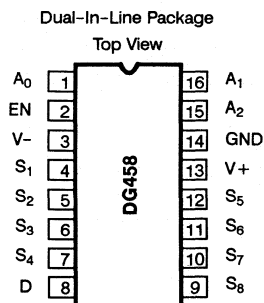 Dual-In-Line Package
Top View
A0 1 16 A1
EN 2 15 A2
V- 3 14 GND
S1 4 13 V+
S2 5 12 S5
S3 6 11 S6
S4 7 10 S7
D 8 9 S8
DG458